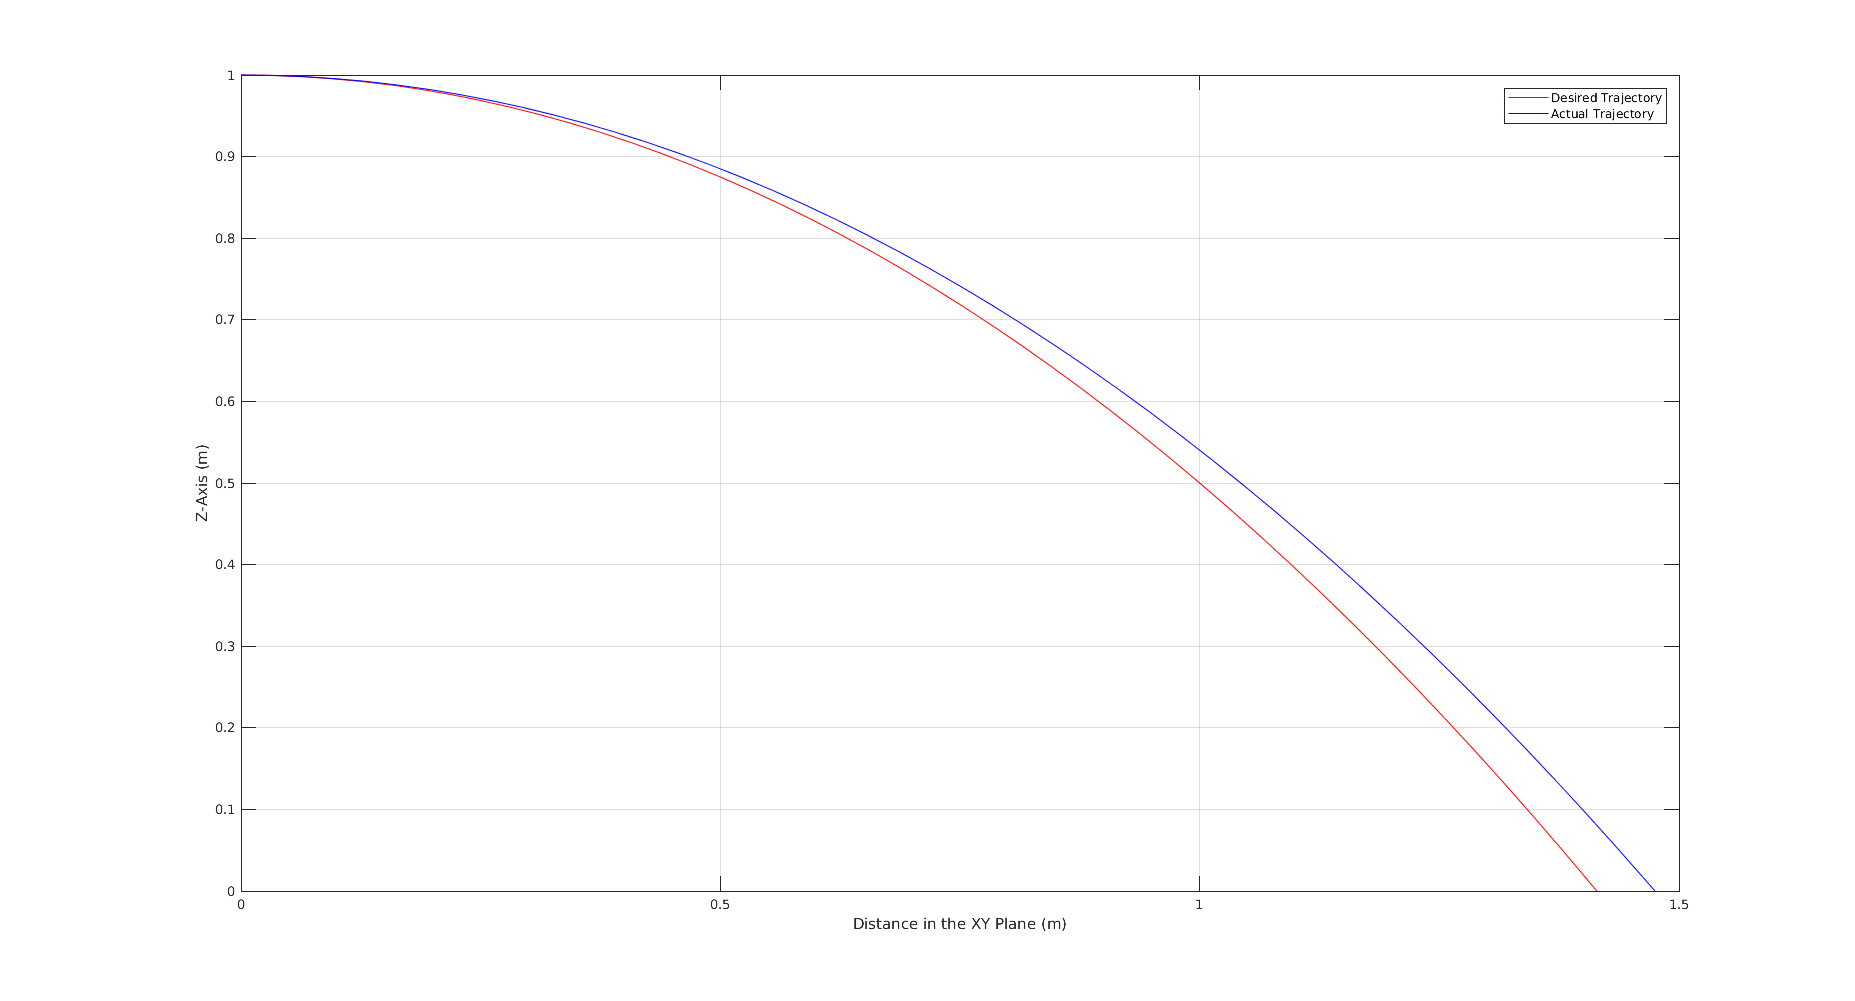 1
0.9
0.8
0.7
0.6
0.5
0.4
0.3
0.2
0.1
0
Z-Axis (m)
Desired Trajectory
Actual Trajectory
0 0.5 1 1.5
Distance in the XY Plane (m)